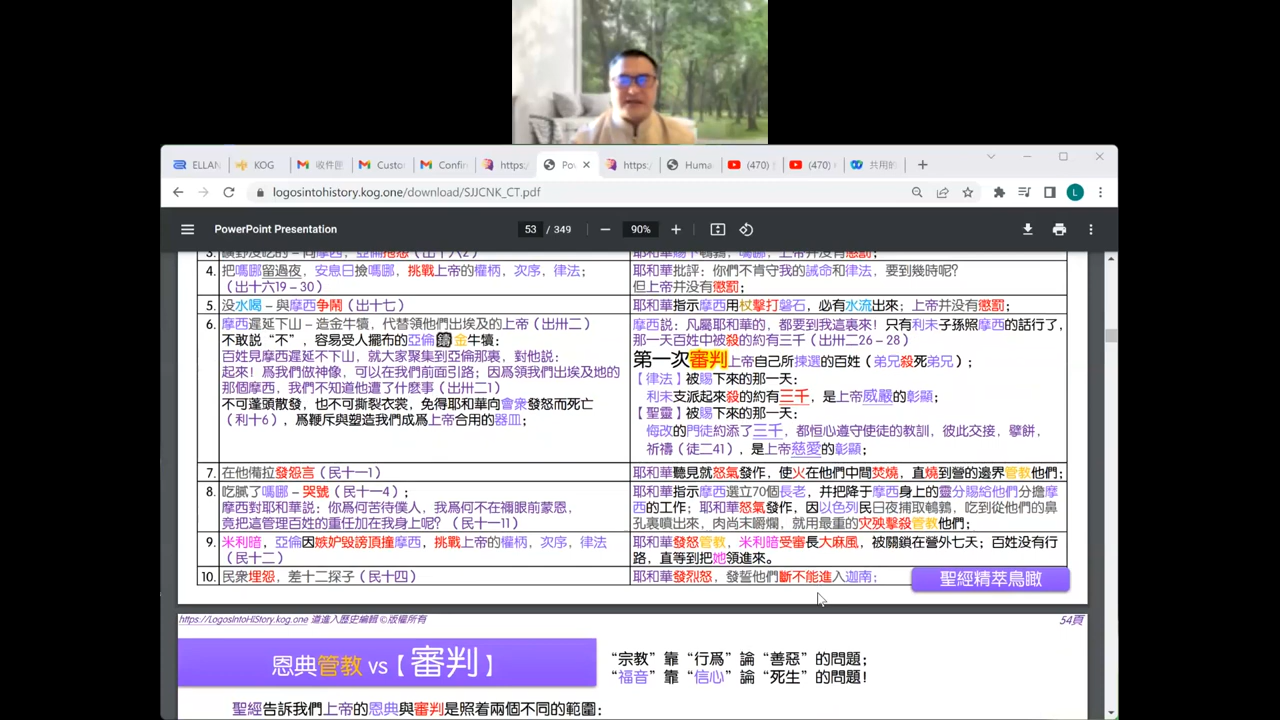 ELLAN
KOG
收件匣
Custo
Confir
https:/
Pow
https:/
Huma
(470)
(470)
共用的
logosintohistory.kog.one/download/SJJCNK_CT.pdf
L
PowerPoint Presentation
53 / 349
90%
4. 把嗎哪留過夜，安息日撿嗎哪，挑戰上帝的權柄，次序，律法；
（出十六19－30）
耶和華批評：你們不肯守我的誡命和律法，要到幾時呢?
但上帝并没有懲罰；
5. 没水喝 – 與摩西争鬧（出十七）
耶和華指示摩西用杖擊打磐石，必有水流出來；上帝并没有懲罰；
6. 摩西遲延下山 – 造金牛犢，代替領他們出埃及的上帝（出卅二）
不敢説“不”，容易受人擺布的亞倫鑄金牛犢:
百姓見摩西遲延不下山，就大家聚集到亞倫那裏，對他説：
起來！爲我們做神像，可以在我們前面引路；因爲領我們出埃及地的
那個摩西，我們不知道他遭了什麽事（出卅二1）
不可蓬頭散發，也不可撕裂衣裳，免得耶和華向會衆發怒而死亡
（利十6），爲鞭斥與塑造我們成爲上帝合用的器皿；
摩西説：凡屬耶和華的，都要到我這裏來！只有利未子孫照摩西的話行了，
那一天百姓中被殺的約有三千（出卅二26－28）
第一次審判上帝自己所揀選的百姓（弟兄殺死弟兄）；
【律法】被賜下來的那一天：
利未支派起來殺的約有三千，是上帝威嚴的彰顯；
【聖靈】被賜下來的那一天：
悔改的門徒約添了三千，都恒心遵守使徒的教訓，彼此交接，擘餅，
祈禱（徒二41），是上帝慈愛的彰顯；
7. 在他備拉發怨言（民十一1）
耶和華聽見就怒氣發作，使火在他們中間焚燒，直燒到營的邊界管教他們；
8. 吃膩了嗎哪 – 哭號（民十一4）；
摩西對耶和華説：你爲何苦待僕人，我爲何不在禰眼前蒙恩，
竟把這管理百姓的重任加在我身上呢?（民十一11）
耶和華指示摩西選立70個長老，并把降于摩西身上的靈分賜給他們分擔摩
西的工作；耶和華怒氣發作，因以色列民日夜捕取鵪鶉，吃到從他們的鼻
孔裏噴出來，肉尚未嚼爛，就用最重的灾殃擊殺管教他們；
9. 米利暗，亞倫因嫉妒毀謗頂撞摩西，挑戰上帝的權柄，次序，律法
（民十二）
耶和華發怒管教，米利暗受審長大麻風，被關鎖在營外七天；百姓没有行
路，直等到把她領進來。
10. 民衆埋怨，差十二探子（民十四）
耶和華發烈怒，發誓他們斷不能進入迦南；
聖經精萃鳥瞰
https://LogosIntoHiStory.kog.one 道進入歷史編輯 ©版權所有
54頁
恩典管教 vs【審判】
“宗教”靠“行爲”論“善惡”的問題；
“福音”靠“信心”論“死生”的問題！
聖經告訴我們上帝的恩典與審判是照着兩個不同的範圍：